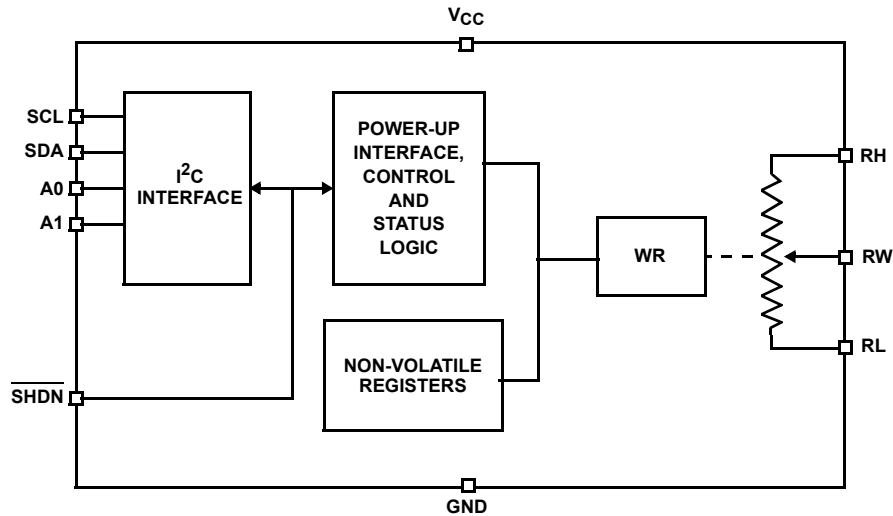 VCC
SCL
SDA
A0
A1
SHDN
I2C
INTERFACE
POWER-UP
INTERFACE,
CONTROL
AND
STATUS
LOGIC
NON-VOLATILE
REGISTERS
WR
RH
RW
RL
GND